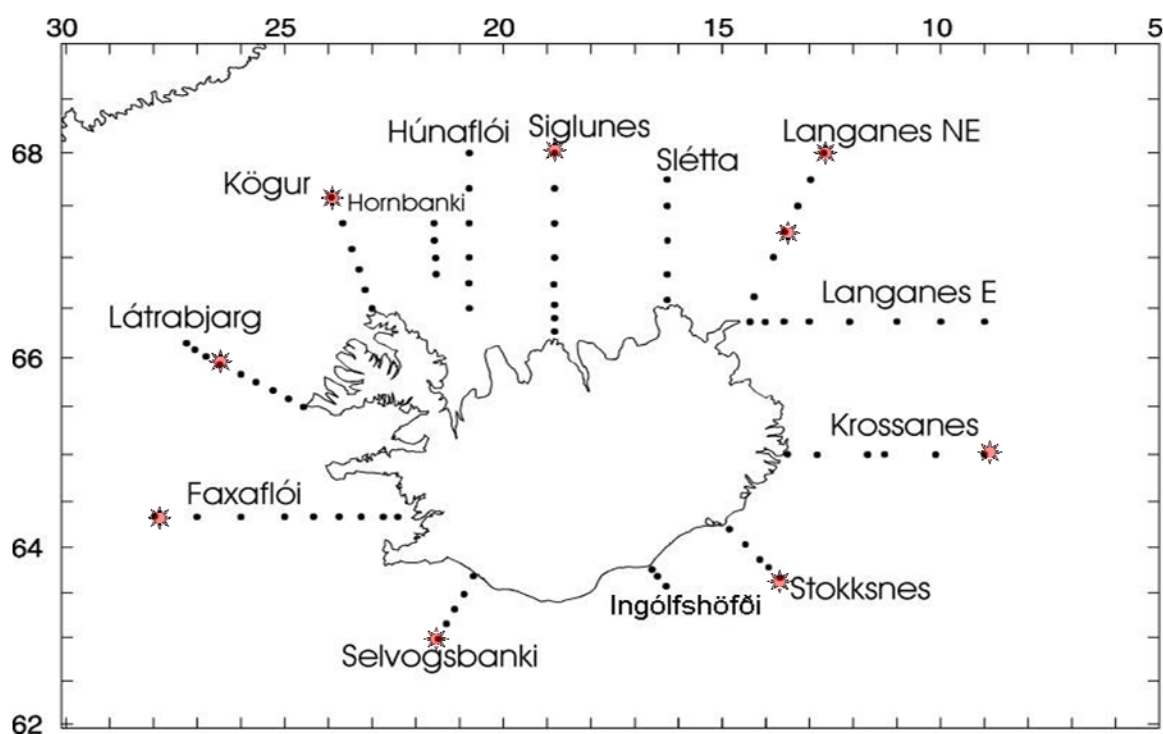 30 25 20 15 10 5
Húnaflói Siglunes Langanes NE
68
Slétta
Kögur
Hornbanki
Langanes E
Látrabjarg
66
Krossanes
Faxaflói
64
Stokksnes
Ingólfshöfði
Selvogsbanki
62